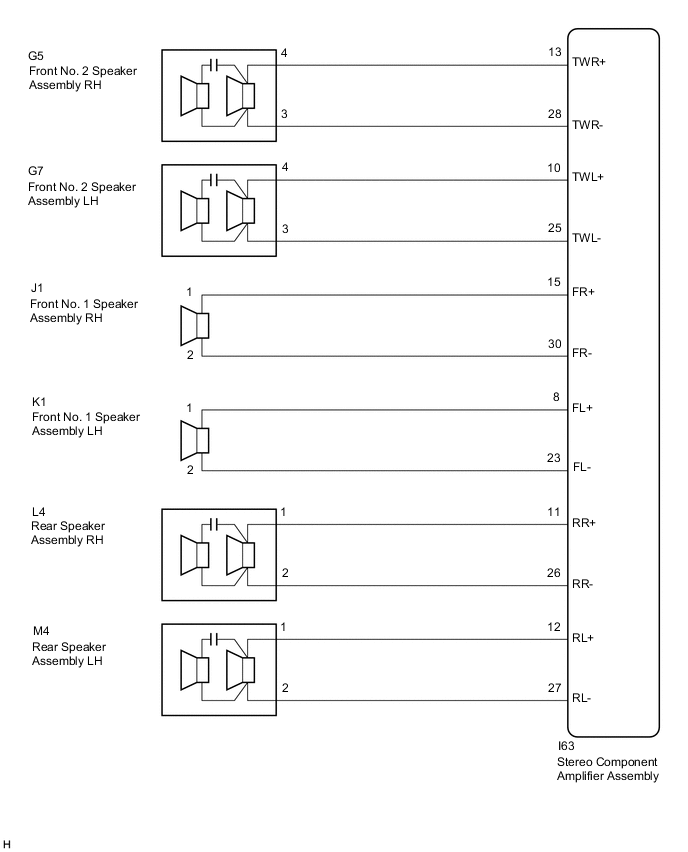 G5
Front No. 2 Speaker
Assembly RH
4
13
TWR+
3
28
TWR-
G7
Front No. 2 Speaker
Assembly LH
4
10
TWL+
3
25
TWL-
J1
Front No. 1 Speaker
Assembly RH
1
15
FR+
2
30
FR-
K1
Front No. 1 Speaker
Assembly LH
1
8
FL+
2
23
FL-
L4
Rear Speaker
Assembly RH
1
11
RR+
2
26
RR-
M4
Rear Speaker
Assembly LH
1
12
RL+
2
27
RL-
I63
Stereo Component
Amplifier Assembly
H